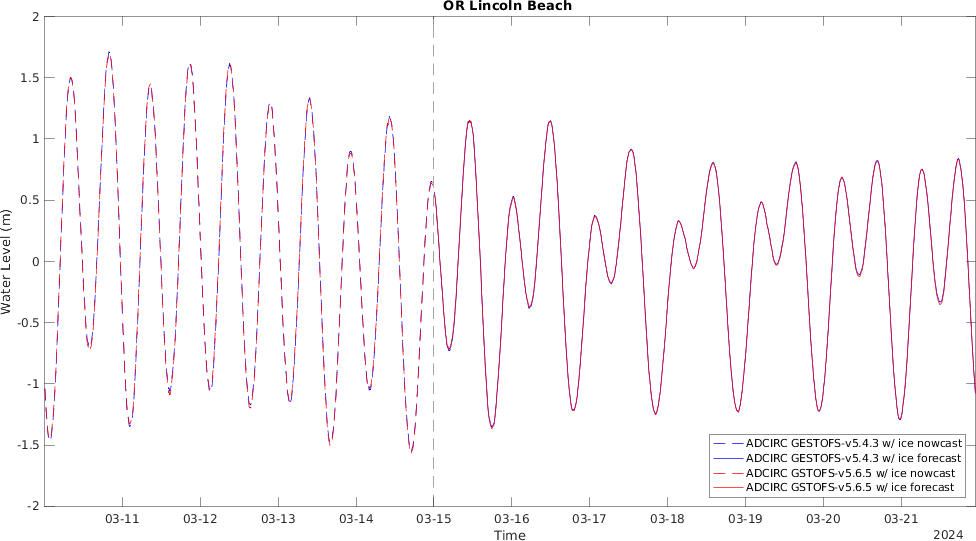 OR Lincoln Beach
2
1.5
1
0.5
0
-0.5
-1
-1.5
-2
Water Level (m)
03-11 03-12 03-13 03-14 03-15 03-16 03-17 03-18 03-19 03-20 03-21
Time
2024
ADCIRC GESTOFS-v5.4.3 w/ ice nowcast
ADCIRC GESTOFS-v5.4.3 w/ ice forecast
ADCIRC GSTOFS-v5.6.5 w/ ice nowcast
ADCIRC GSTOFS-v5.6.5 w/ ice forecast